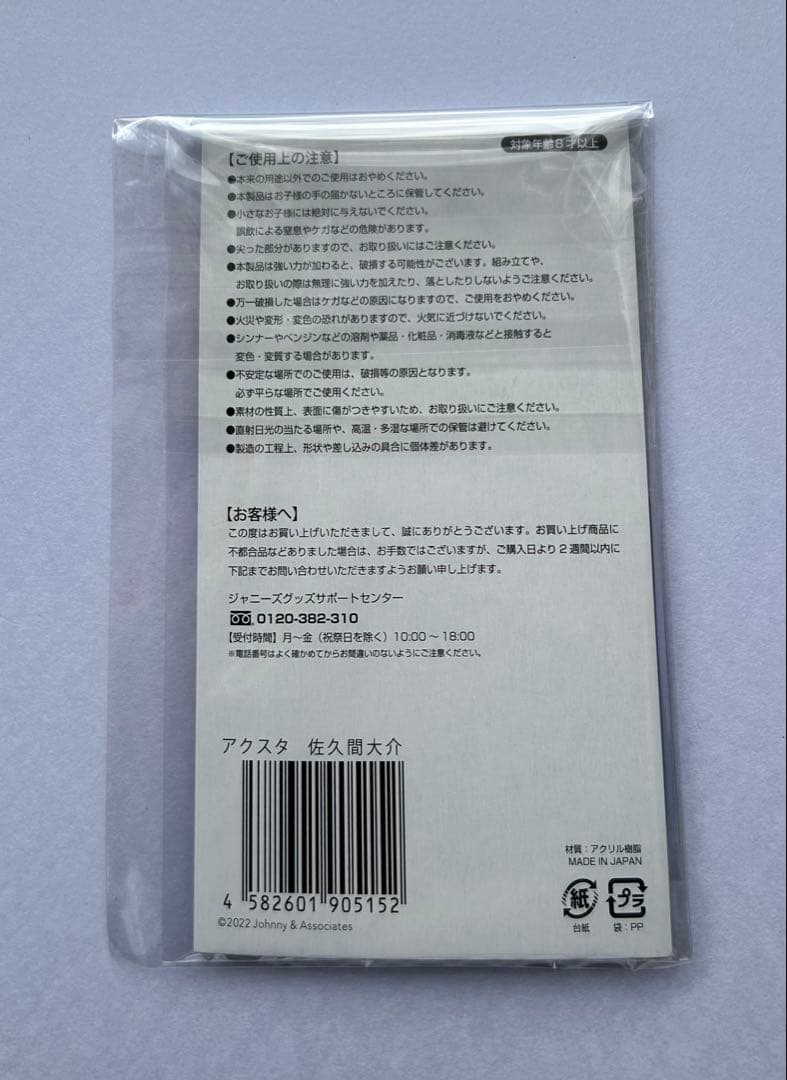 対象年齢8才以上
【ご使用上の注意】
●本来の用途以外でのご使用はおやめください。
●本製品はお子様の手の届かないところに保管してください。
●小さなお子様には絶対に与えないでください。
誤飲による窒息やケガなどの危険があります。
●尖った部分がありますので、お取り扱いにはご注意ください。
●本製品は強い力が加わると、破損する可能性がございます。組み立てや、
お取り扱いの際は無理に強い力を加えたり、落としたりしないようご注意ください。
●万一破損した場合はケガなどの原因になりますので、ご使用をおやめください。
●火災や変形・変色の恐れがありますので、火気に近づけないでください。
●シンナーやベンジンなどの溶剤や薬品・化粧品・消毒液などと接触すると
変色・変質する場合があります。
●不安定な場所でのご使用は、破損等の原因となります。
必ず平らな場所でご使用ください。
●素材の性質上、表面に傷がつきやすいため、お取り扱いにご注意ください。
●直射日光の当たる場所や、高温・多湿な場所での保管は避けてください。
●製造の工程上、形状や差し込みの具合に個体差があります。
【お客様へ】
この度はお買い上げいただきまして、誠にありがとうございます。お買い上げ商品に
不都合品などありました場合は、お手数ではございますが、ご購入日より2週間以内に
下記までお問い合わせいただきますようお願い申し上げます。
ジャニーズグッズサポートセンター
0120-382-310
【受付時間】月～金（祝祭日を除く）10:00～18:00
※電話番号はよく確かめてからお間違いのないようにご注意ください。
アクスタ 佐久間大介
4 582601 905152
©2022 Johnny & Associates
材質：アクリル樹脂
MADE IN JAPAN
紙 プラ
台紙 袋：PP